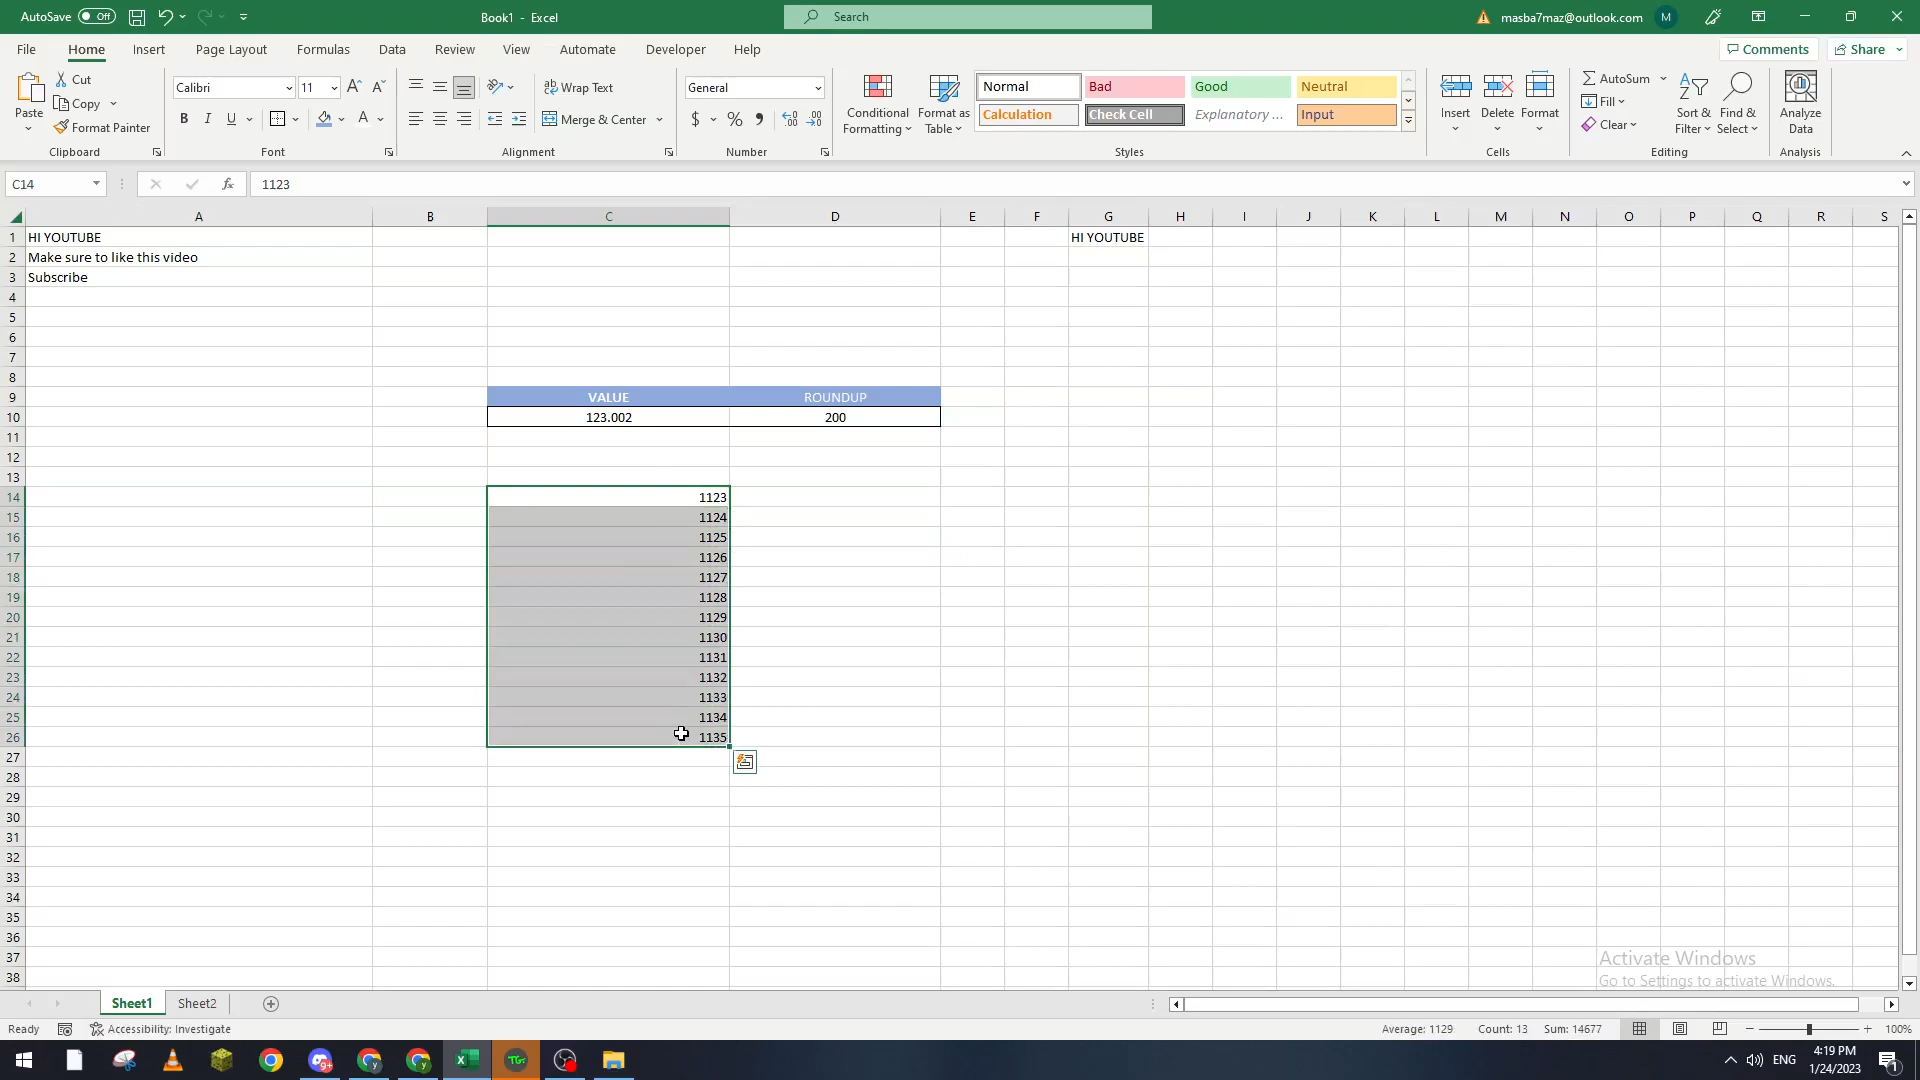 AutoSave Off
Book1 - Excel
Search
masba7maz@outlook.com M
File Home Insert Page Layout Formulas Data Review View Automate Developer Help
Comments Share
Paste
Cut
Copy
Format Painter
Clipboard
Calibri 11
B I U
Font
Wrap Text
Merge & Center
Alignment
General
$ % ,
Number
Conditional Formatting
Format as Table
Normal Bad Good Neutral
Calculation Check Cell Explanatory ... Input
Styles
Insert Delete Format
Cells
AutoSum
Fill
Clear
Sort & Filter
Find & Select
Editing
Analyze Data
Analysis
C14 fx 1123
A B C D E F G H I J K L M N O P Q R S
1 HI YOUTUBE HI YOUTUBE
2 Make sure to like this video
3 Subscribe
4
5
6
7
8
9 VALUE ROUNDUP
10 123.002 200
11
12
13
14 1123
15 1124
16 1125
17 1126
18 1127
19 1128
20 1129
21 1130
22 1131
23 1132
24 1133
25 1134
26 1135
27
28
29
30
31
32
33
34
35
36
37
38
Activate Windows
Go to Settings to activate Windows.
Sheet1 Sheet2
Ready Accessibility: Investigate Average: 1129 Count: 13 Sum: 14677 100%
ENG 4:19 PM
1/24/2023